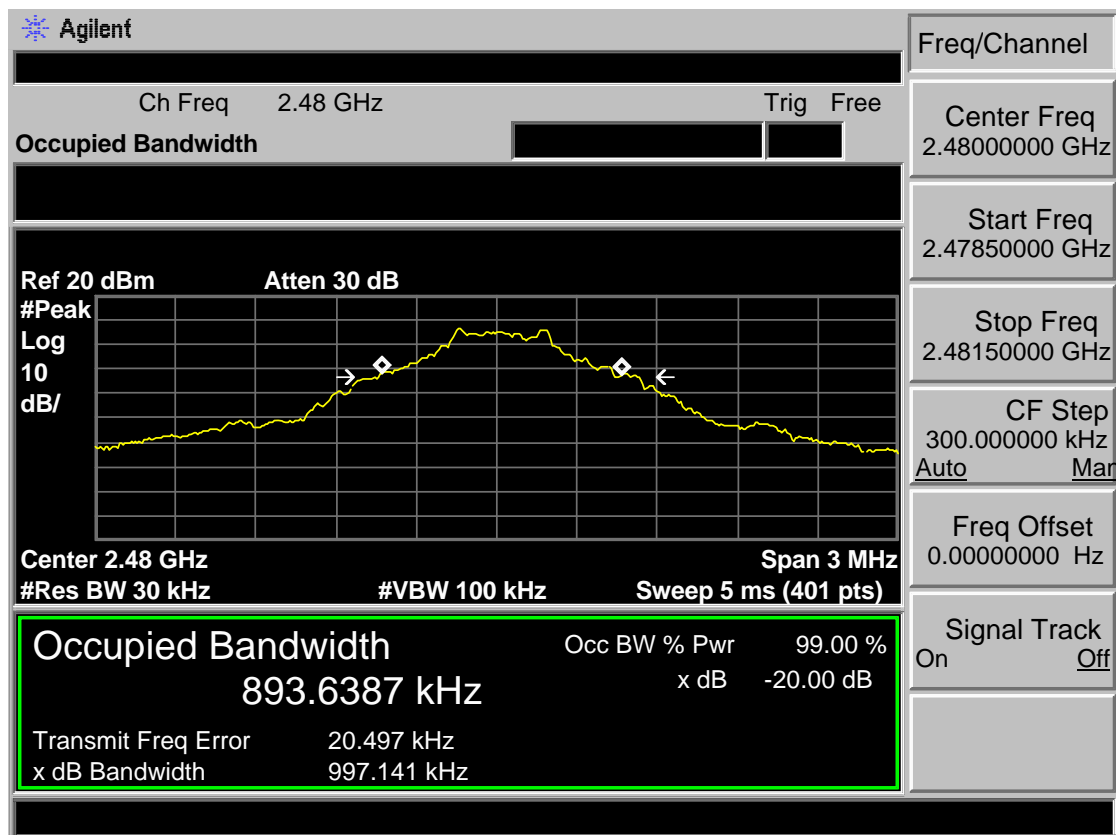 Agilent
Freq/Channel
Ch Freq 2.48 GHz Trig Free
Occupied Bandwidth
Center Freq
2.48000000 GHz
Start Freq
2.47850000 GHz
Ref 20 dBm Atten 30 dB
#Peak
Log
10
dB/
Stop Freq
2.48150000 GHz
CF Step
300.000000 kHz
Auto Man
Freq Offset
0.00000000 Hz
Center 2.48 GHz Span 3 MHz
#Res BW 30 kHz #VBW 100 kHz Sweep 5 ms (401 pts)
Signal Track
On Off
Occupied Bandwidth
893.6387 kHz
Occ BW % Pwr 99.00 %
x dB -20.00 dB
Transmit Freq Error 20.497 kHz
x dB Bandwidth 997.141 kHz